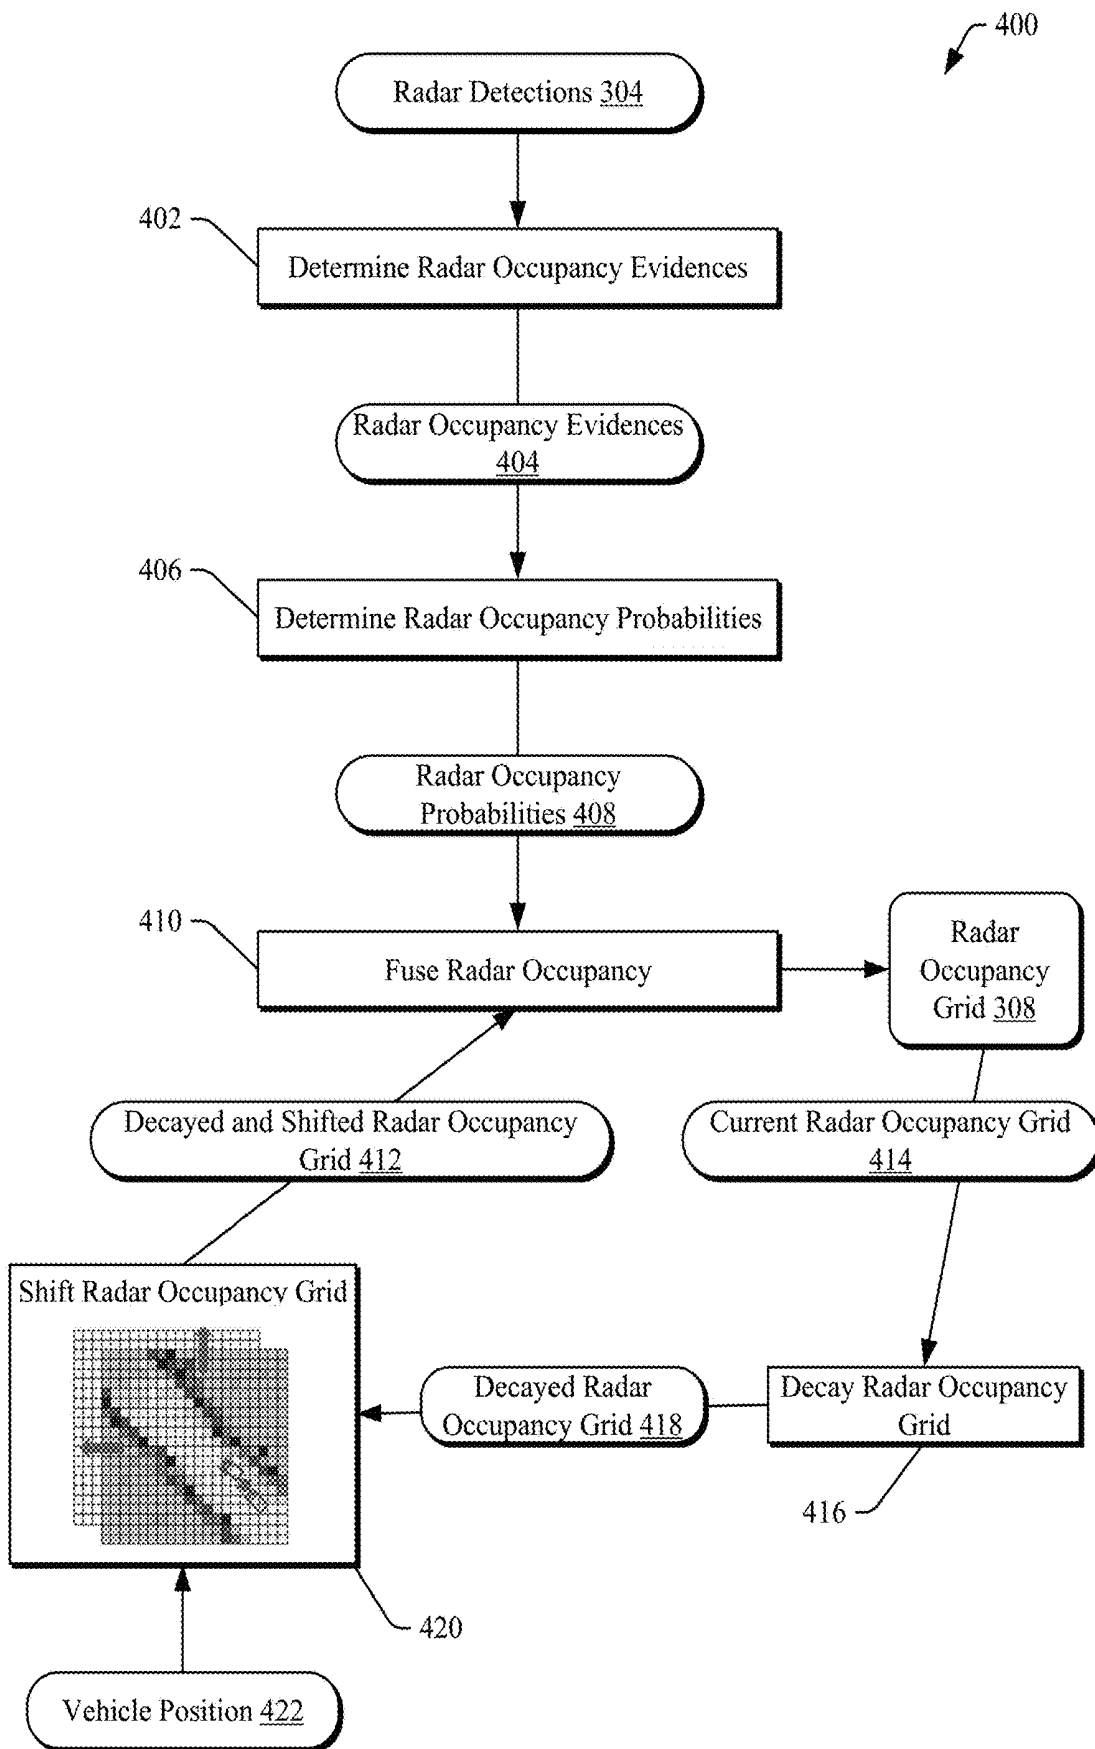 400
Radar Detections 304
402
Determine Radar Occupancy Evidences
Radar Occupancy Evidences
404
406
Determine Radar Occupancy Probabilities
Radar Occupancy
Probabilities 408
410
Fuse Radar Occupancy
Radar
Occupancy
Grid 308
Decayed and Shifted Radar Occupancy
Grid 412
Current Radar Occupancy Grid
414
Shift Radar Occupancy Grid
Decayed Radar
Occupancy Grid 418
Decay Radar Occupancy
Grid
416
420
Vehicle Position 422